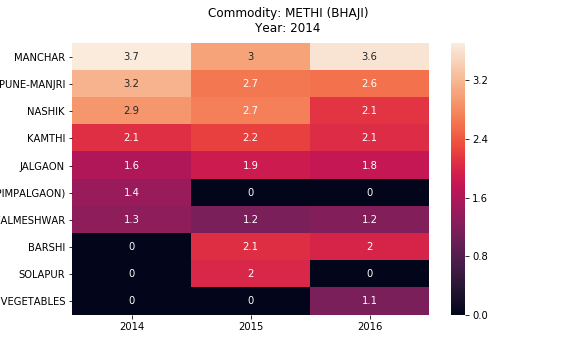 Commodity: METHI (BHAJI)
Year: 2014
MANCHAR 3.7 3 3.6
PUNE-MANJRI 3.2 2.7 2.6
NASHIK 2.9 2.7 2.1
KAMTHI 2.1 2.2 2.1
JALGAON 1.6 1.9 1.8
PIMPALGAON) 1.4 0 0
ALMESHWAR 1.3 1.2 1.2
BARSHI 0 2.1 2
SOLAPUR 0 2 0
VEGETABLES 0 0 1.1
2014 2015 2016
3.2
2.4
1.6
0.8
0.0